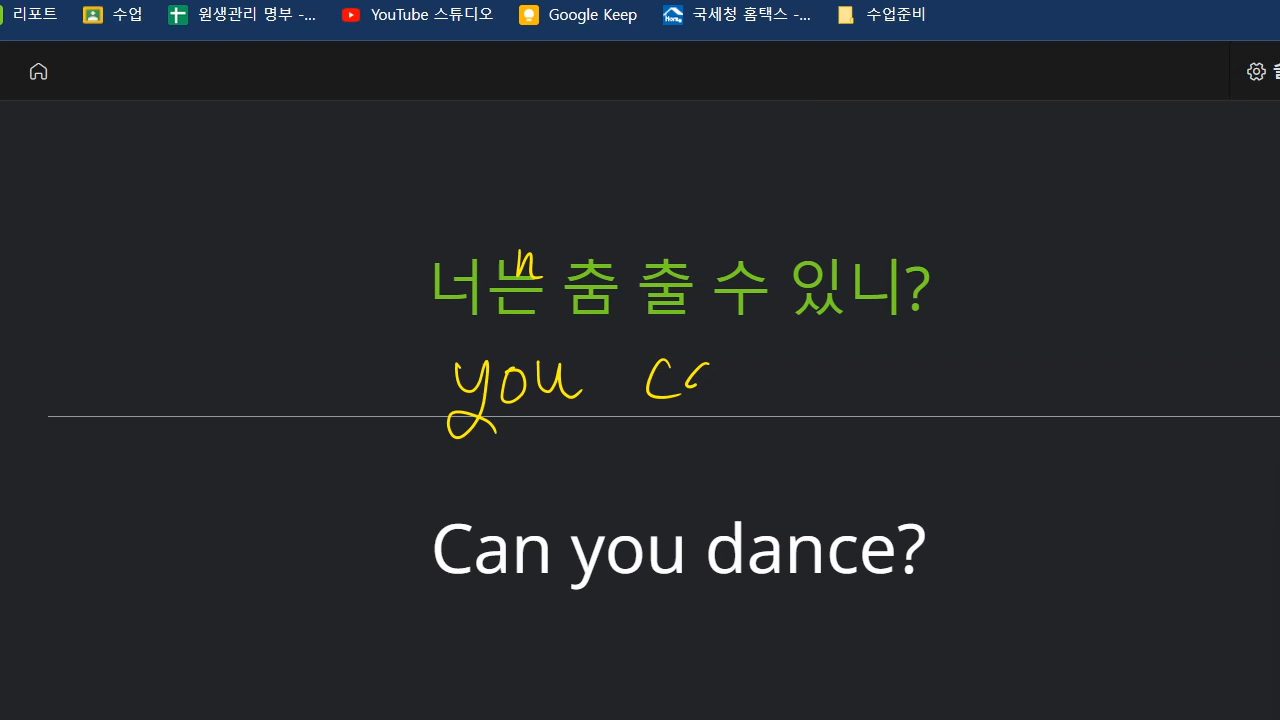 리포트 수업 원생관리 명부 -... YouTube 스튜디오 Google Keep 국세청 홈택스 -... 수업준비
n
너는 춤 출 수 있니?
you c
Can you dance?